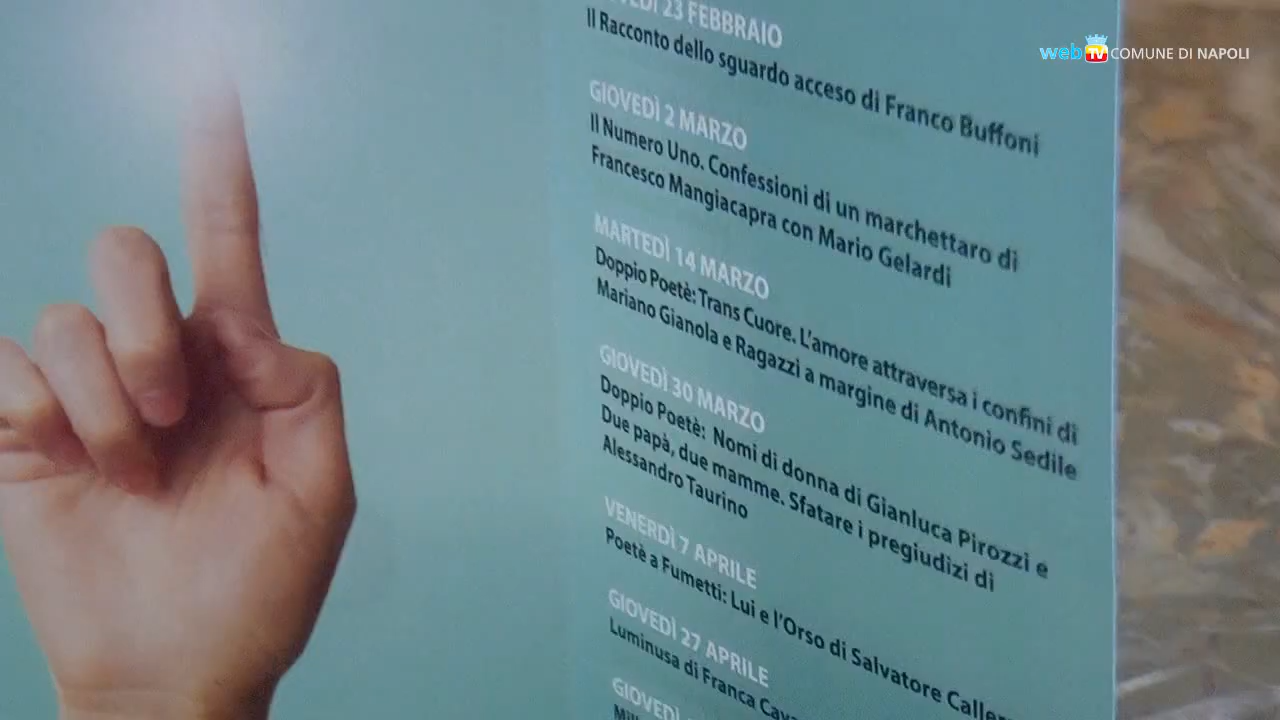 23 FEBBRAIO
Il Racconto dello sguardo acceso di Franco Buffoni
GIOVEDÌ 2 MARZO
Il Numero Uno. Confessioni di un marchettaro di
Francesco Mangiacapra con Mario Gelardi
MARTEDÌ 14 MARZO
Doppio Poetè: Trans Cuore. L'amore attraversa i confini di
Mariano Gianola e Ragazzi a margine di Antonio Sedile
GIOVEDÌ 30 MARZO
Doppio Poetè: Nomi di donna di Gianluca Pirozzi e
Due papà, due mamme. Sfatare i pregiudizi di
Alessandro Taurino
VENERDÌ 7 APRILE
Poetè a Fumetti: Lui e l'Orso di Salvatore
GIOVEDÌ 27 APRILE
Luminusa di Franca
GIOVEDÌ
web TV COMUNE DI NAPOLI